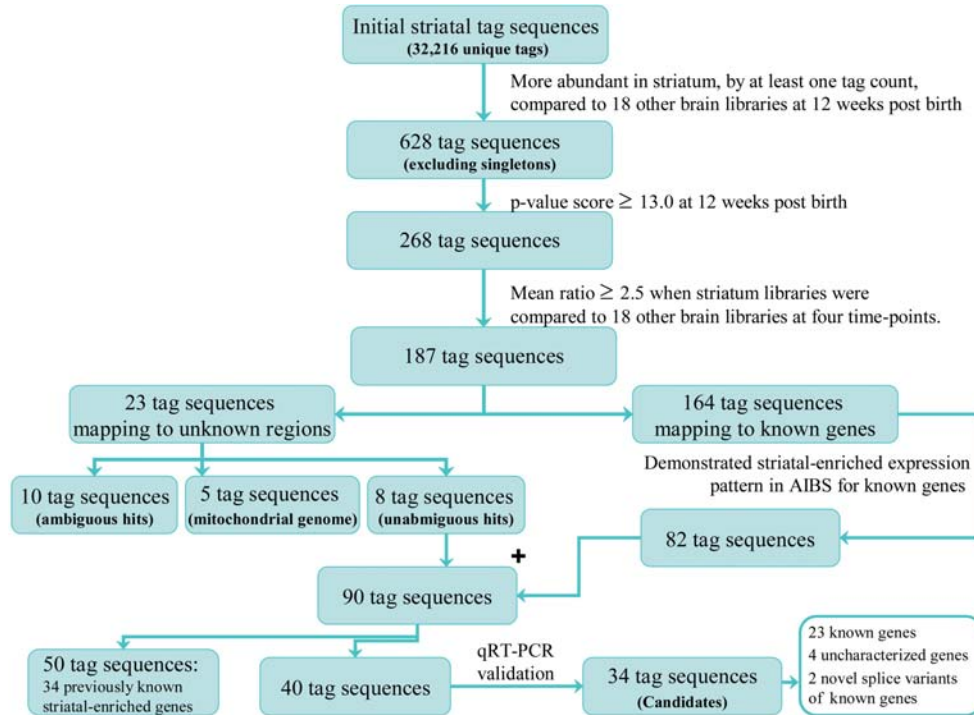 Initial striatal tag sequences
(32,216 unique tags)
More abundant in striatum, by at least one tag count,
compared to 18 other brain libraries at 12 weeks post birth
628 tag sequences
(excluding singletons)
p-value score ≥ 13.0 at 12 weeks post birth
268 tag sequences
Mean ratio ≥ 2.5 when striatum libraries were
compared to 18 other brain libraries at four time-points.
187 tag sequences
23 tag sequences
mapping to unknown regions
164 tag sequences
mapping to known genes
Demonstrated striatal-enriched expression
pattern in AIBS for known genes
10 tag sequences
(ambiguous hits)
5 tag sequences
(mitochondrial genome)
8 tag sequences
(unabmiguous hits)
82 tag sequences
+
90 tag sequences
50 tag sequences:
34 previously known
striatal-enriched genes
40 tag sequences
qRT-PCR
validation
34 tag sequences
(Candidates)
23 known genes
4 uncharacterized genes
2 novel splice variants
of known genes